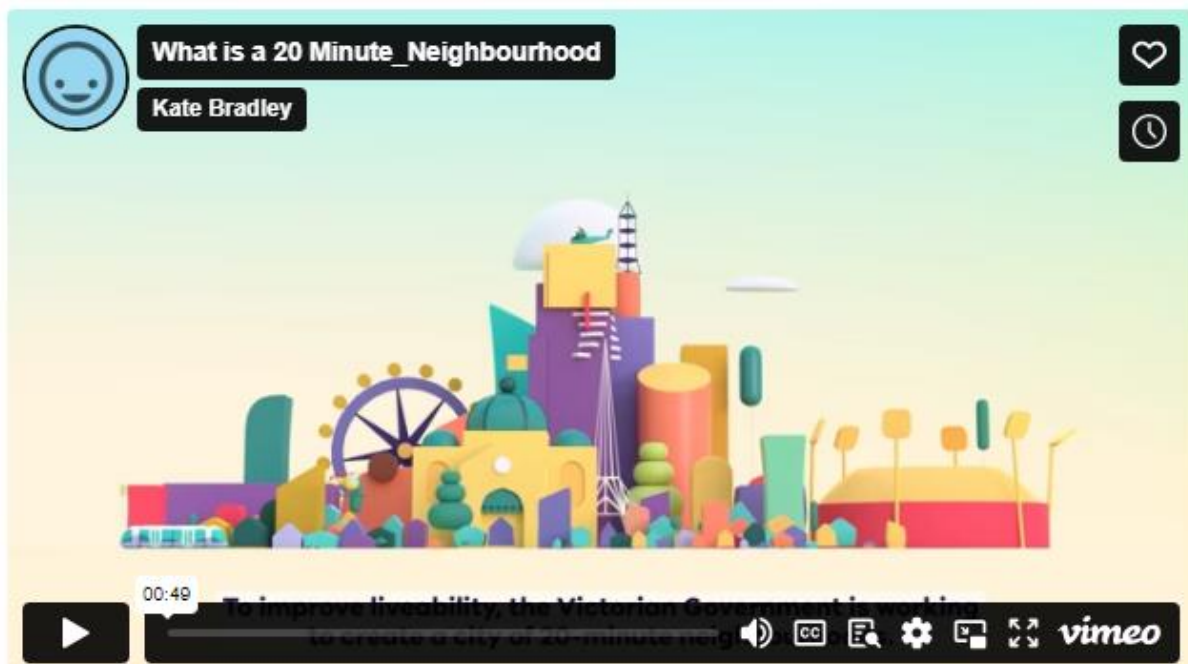 What is a 20 Minute_Neighbourhood
Kate Bradley
To improve liveability, the Victorian Government is working
to create a city of 20-minute
00:49
CC
vimeo